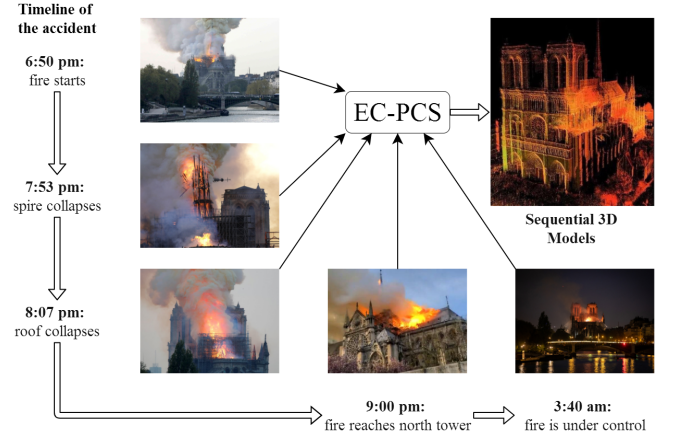 Timeline of
the accident
6:50 pm:
fire starts
7:53 pm:
spire collapses
8:07 pm:
roof collapses
EC-PCS
Sequential 3D
Models
9:00 pm:
fire reaches north tower
3:40 am:
fire is under control